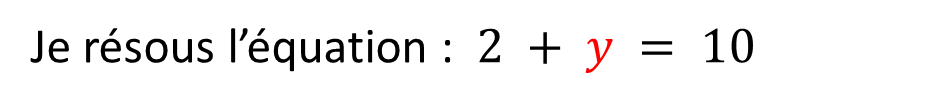 Je résous l’équation : 2 + y = 10